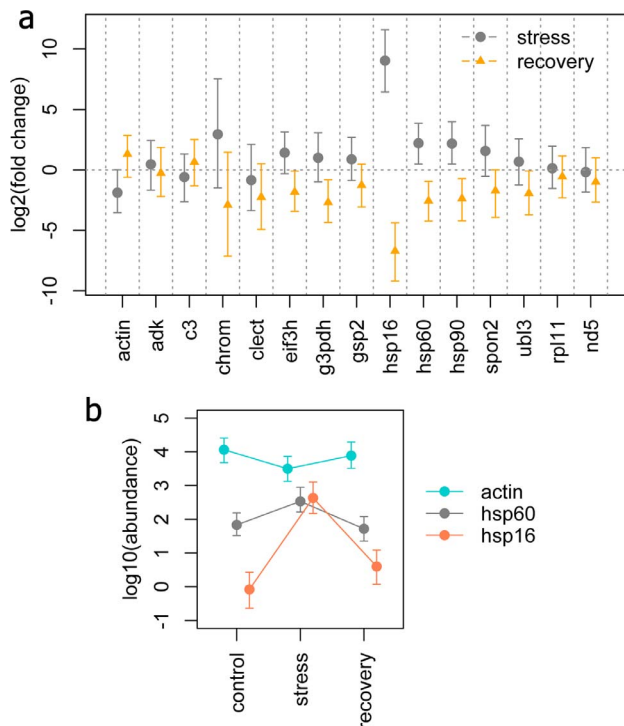 a
log2(fold change)
10
5
0
-5
-10
stress
recovery
actin
adk
c3
chrom
clect
eif3h
g3pdh
gsp2
hsp16
hsp60
hsp90
spon2
ubl3
rpl11
nd5
b
log10(abundance)
5
4
3
2
1
0
-1
control
stress
recovery
actin
hsp60
hsp16